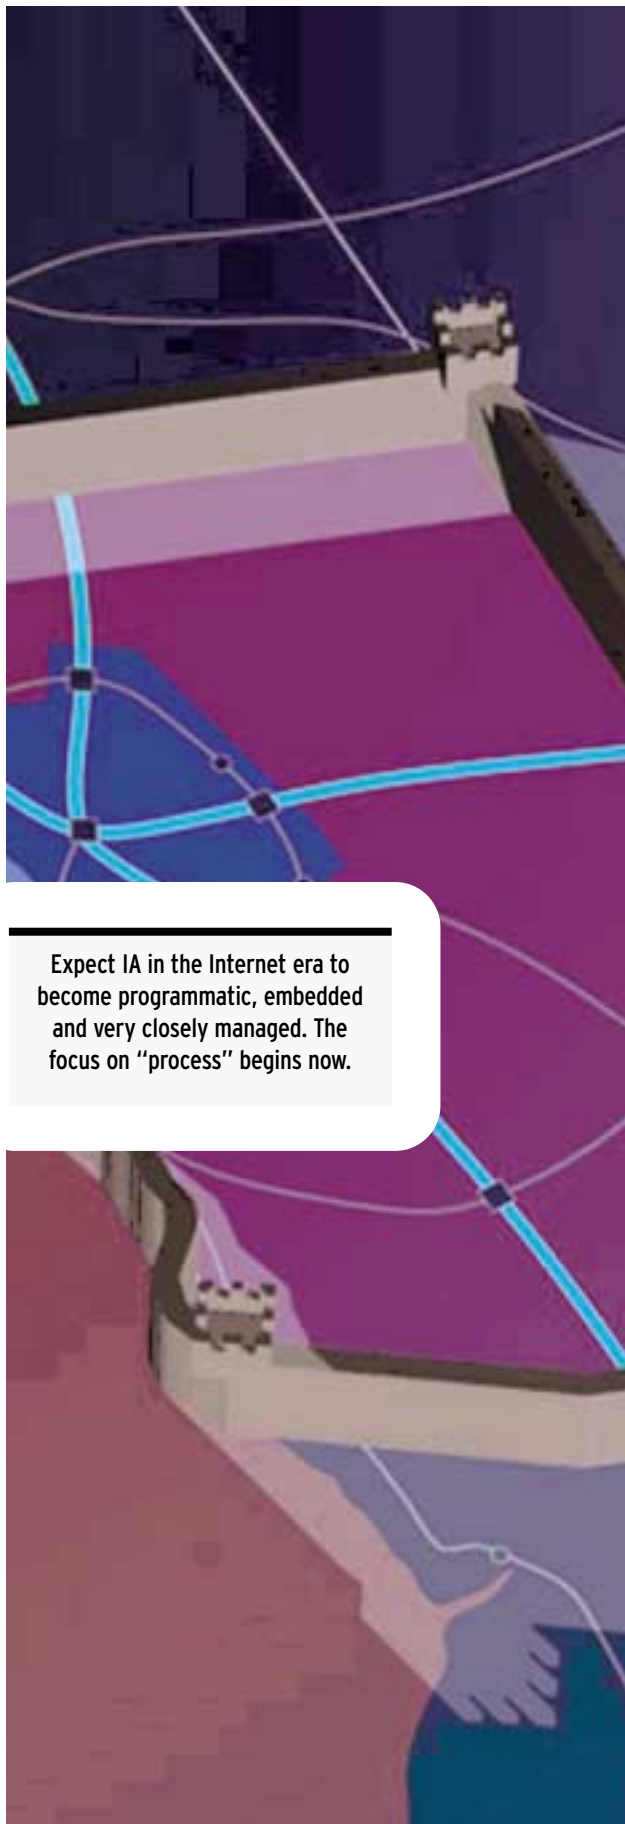 Expect IA in the Internet era to
become programmatic, embedded
and very closely managed. The
focus on “process” begins now.